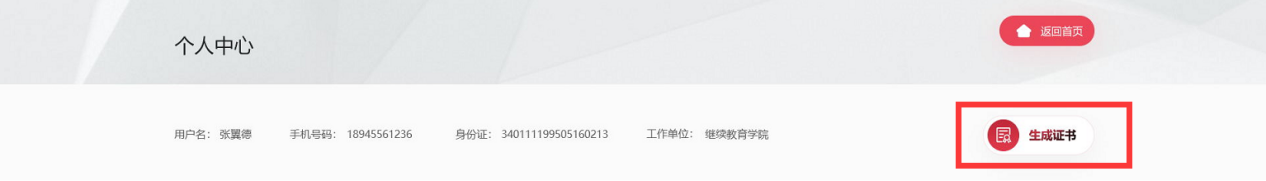 个人中心
返回首页
用户名： 张翼德 手机号码： 18945561236 身份证： 340111199505160213 工作单位： 继续教育学院
生成证书